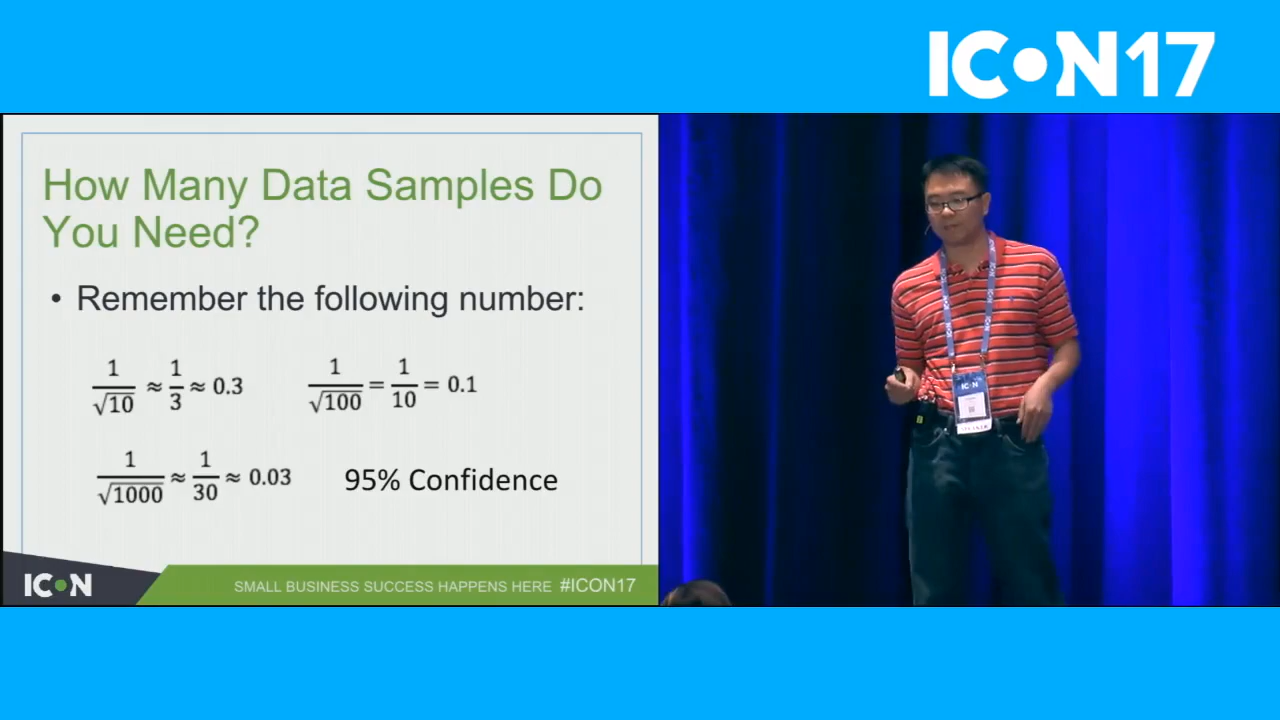 ICON17
How Many Data Samples Do
You Need?
• Remember the following number:
1/√10 ≈ 1/3 ≈ 0.3
1/√100 = 1/10 = 0.1
1/√1000 ≈ 1/30 ≈ 0.03
95% Confidence
ICON
SMALL BUSINESS SUCCESS HAPPENS HERE #ICON17
ICON